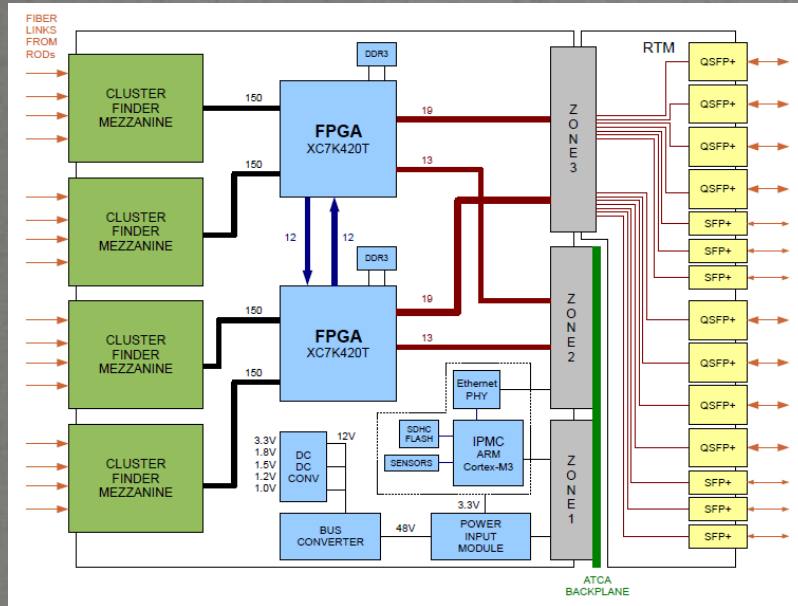 FIBER
LINKS
FROM
RODs
CLUSTER
FINDER
MEZZANINE
CLUSTER
FINDER
MEZZANINE
CLUSTER
FINDER
MEZZANINE
CLUSTER
FINDER
MEZZANINE
150
150
150
150
DDR3
FPGA
XC7K420T
19
13
12
12
DDR3
FPGA
XC7K420T
19
13
Ethernet
PHY
SDHC
FLASH
SENSORS
IPMC
ARM
Cortex-M3
3.3V
1.8V
1.5V
1.2V
1.0V
DC
DC
CONV
12V
3.3V
BUS
CONVERTER
48V
POWER
INPUT
MODULE
ZONE3
ZONE2
ZONE1
ATCA
BACKPLANE
RTM
QSFP+
QSFP+
QSFP+
QSFP+
SFP+
SFP+
SFP+
QSFP+
QSFP+
QSFP+
QSFP+
SFP+
SFP+
SFP+